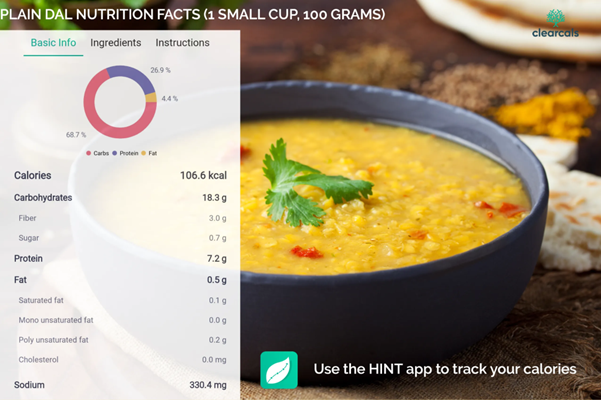 PLAIN DAL NUTRITION FACTS (1 SMALL CUP, 100 GRAMS)
clearcals
Basic Info Ingredients Instructions
26.9 %
4.4 %
68.7 %
Carbs Protein Fat
Calories 106.6 kcal
Carbohydrates 18.3 g
Fiber 3.0 g
Sugar 0.7 g
Protein 7.2 g
Fat 0.5 g
Saturated fat 0.1 g
Mono unsaturated fat 0.0 g
Poly unsaturated fat 0.2 g
Cholesterol 0.0 mg
Sodium 330.4 mg
Use the HINT app to track your calories